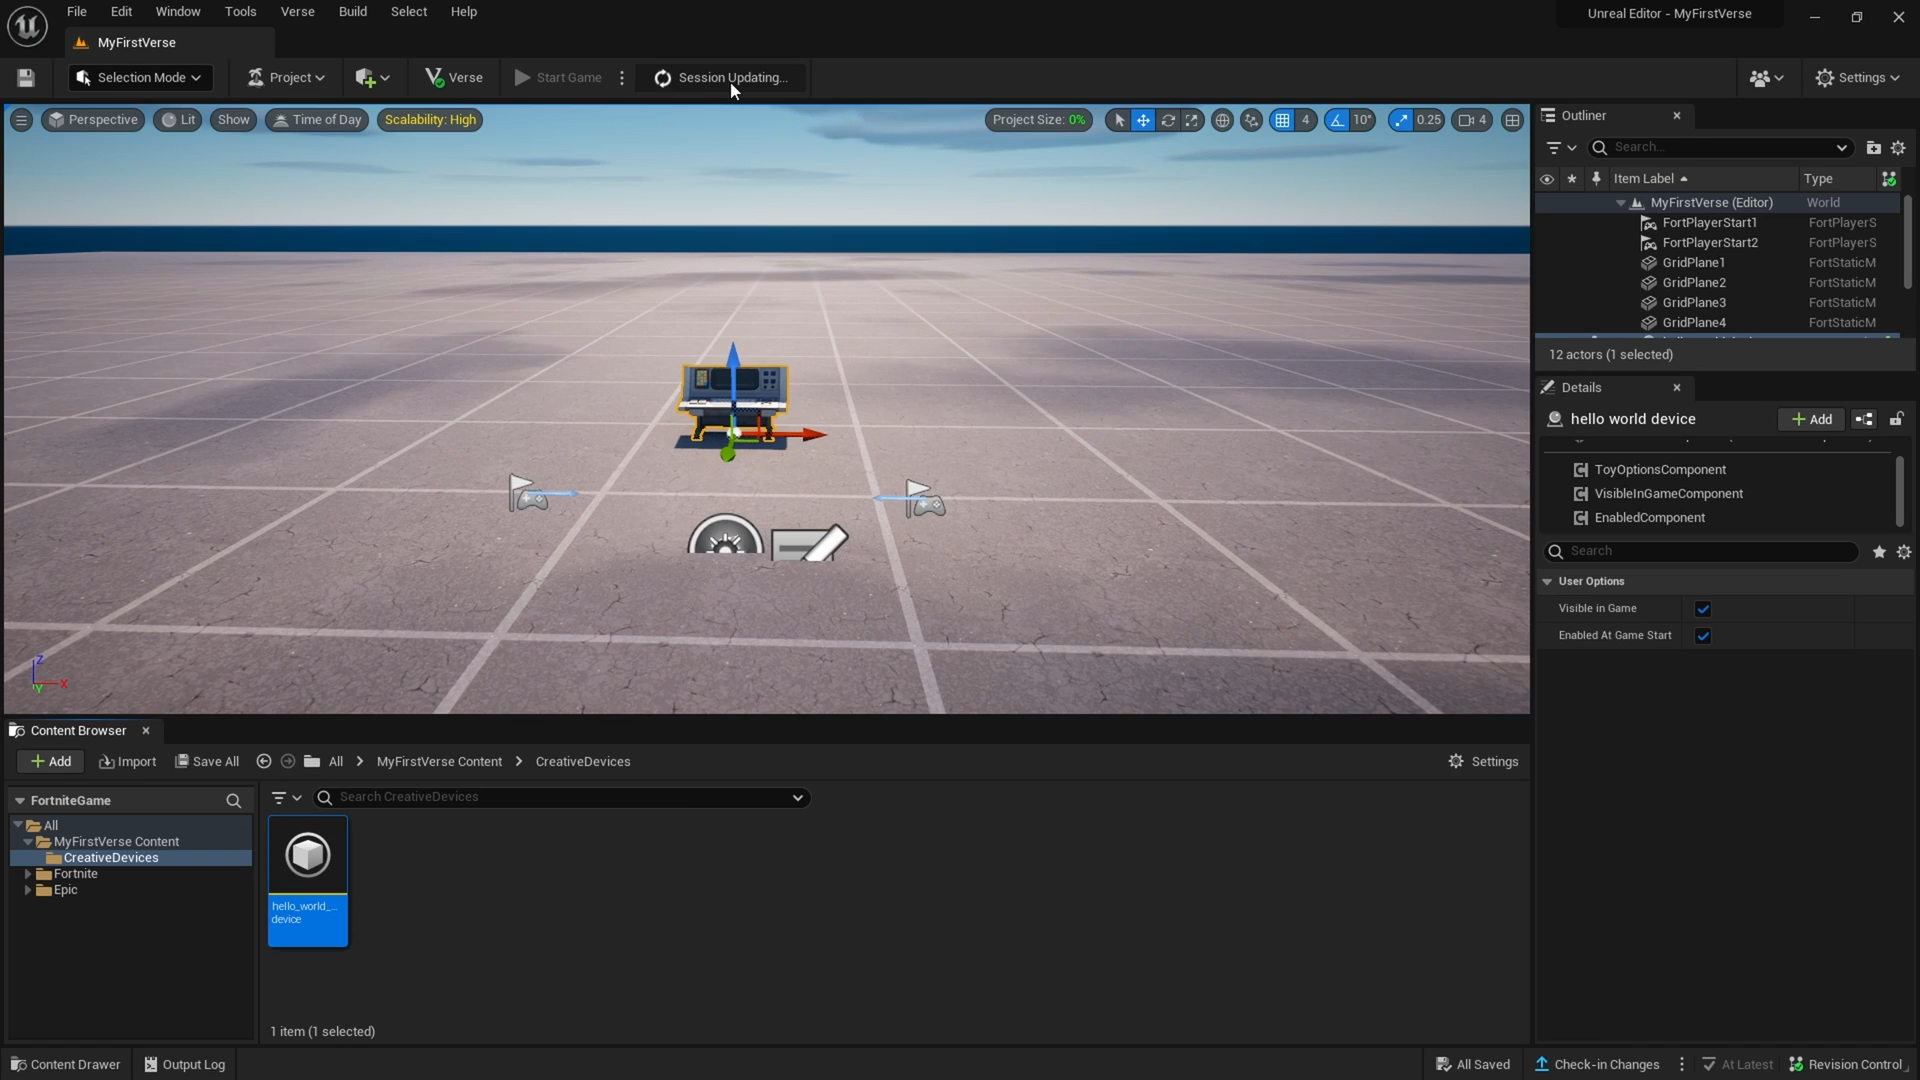 File Edit Window Tools Verse Build Select Help
Unreal Editor - MyFirstVerse
MyFirstVerse
Selection Mode Project Verse Start Game Session Updating... Settings
Perspective Lit Show Time of Day Scalability: High Project Size: 0% 4 10° 0.25 4
Outliner
Search...
Item Label Type
MyFirstVerse (Editor) World
FortPlayerStart1 FortPlayerS
FortPlayerStart2 FortPlayerS
GridPlane1 FortStaticM
GridPlane2 FortStaticM
GridPlane3 FortStaticM
GridPlane4 FortStaticM
12 actors (1 selected)
Details
hello world device Add
ToyOptionsComponent
VisibleInGameComponent
EnabledComponent
Search
User Options
Visible in Game
Enabled At Game Start
Z
Y X
Content Browser
Add Import Save All All MyFirstVerse Content CreativeDevices Settings
FortniteGame
Search CreativeDevices
All
MyFirstVerse Content
CreativeDevices
Fortnite
Epic
hello_world_...
device
1 item (1 selected)
Content Drawer Output Log All Saved Check-in Changes At Latest Revision Control